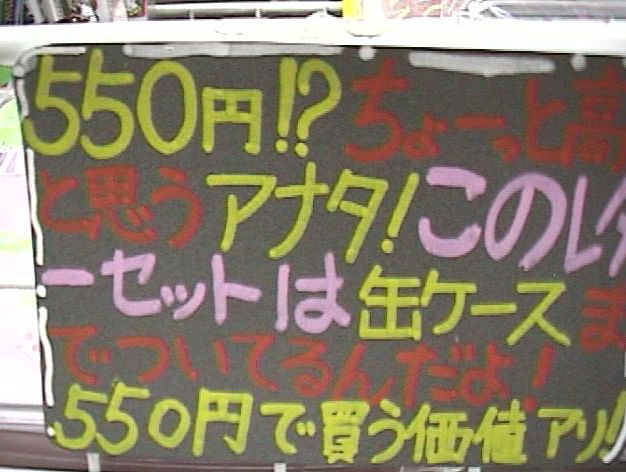 550円!?ちょーっと高
と思うアナタ!このレタ
ーセットは缶ケースま
でついてるんだよ!
550円で買う価値アリ!